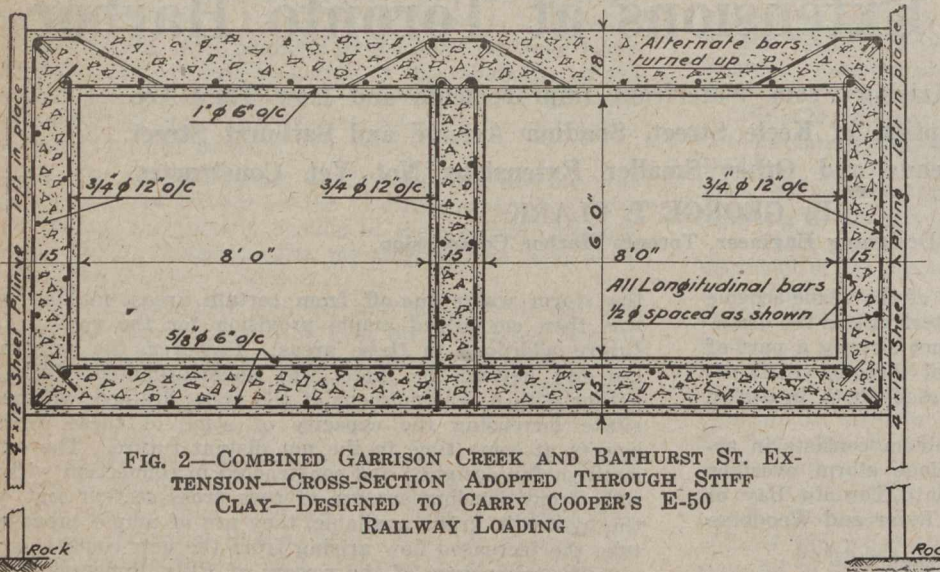 Alternate bars
turned up
18"
1" ϕ 6" o/c
4"×12" Sheet Piling left in place
3/4" ϕ 12" o/c
3/4" ϕ 12" o/c
3/4" ϕ 12" o/c
6' 0"
15"
8' 0"
15"
8' 0"
15"
All Longitudinal bars
1/2 ϕ spaced as shown
5/8" ϕ 6" o/c
15"
4"×12" Sheet Piling left in place
FIG. 2—COMBINED GARRISON CREEK AND BATHURST ST. EX-
TENSION—CROSS-SECTION ADOPTED THROUGH STIFF
CLAY—DESIGNED TO CARRY COOPER'S E-50
RAILWAY LOADING
Rock
Roc